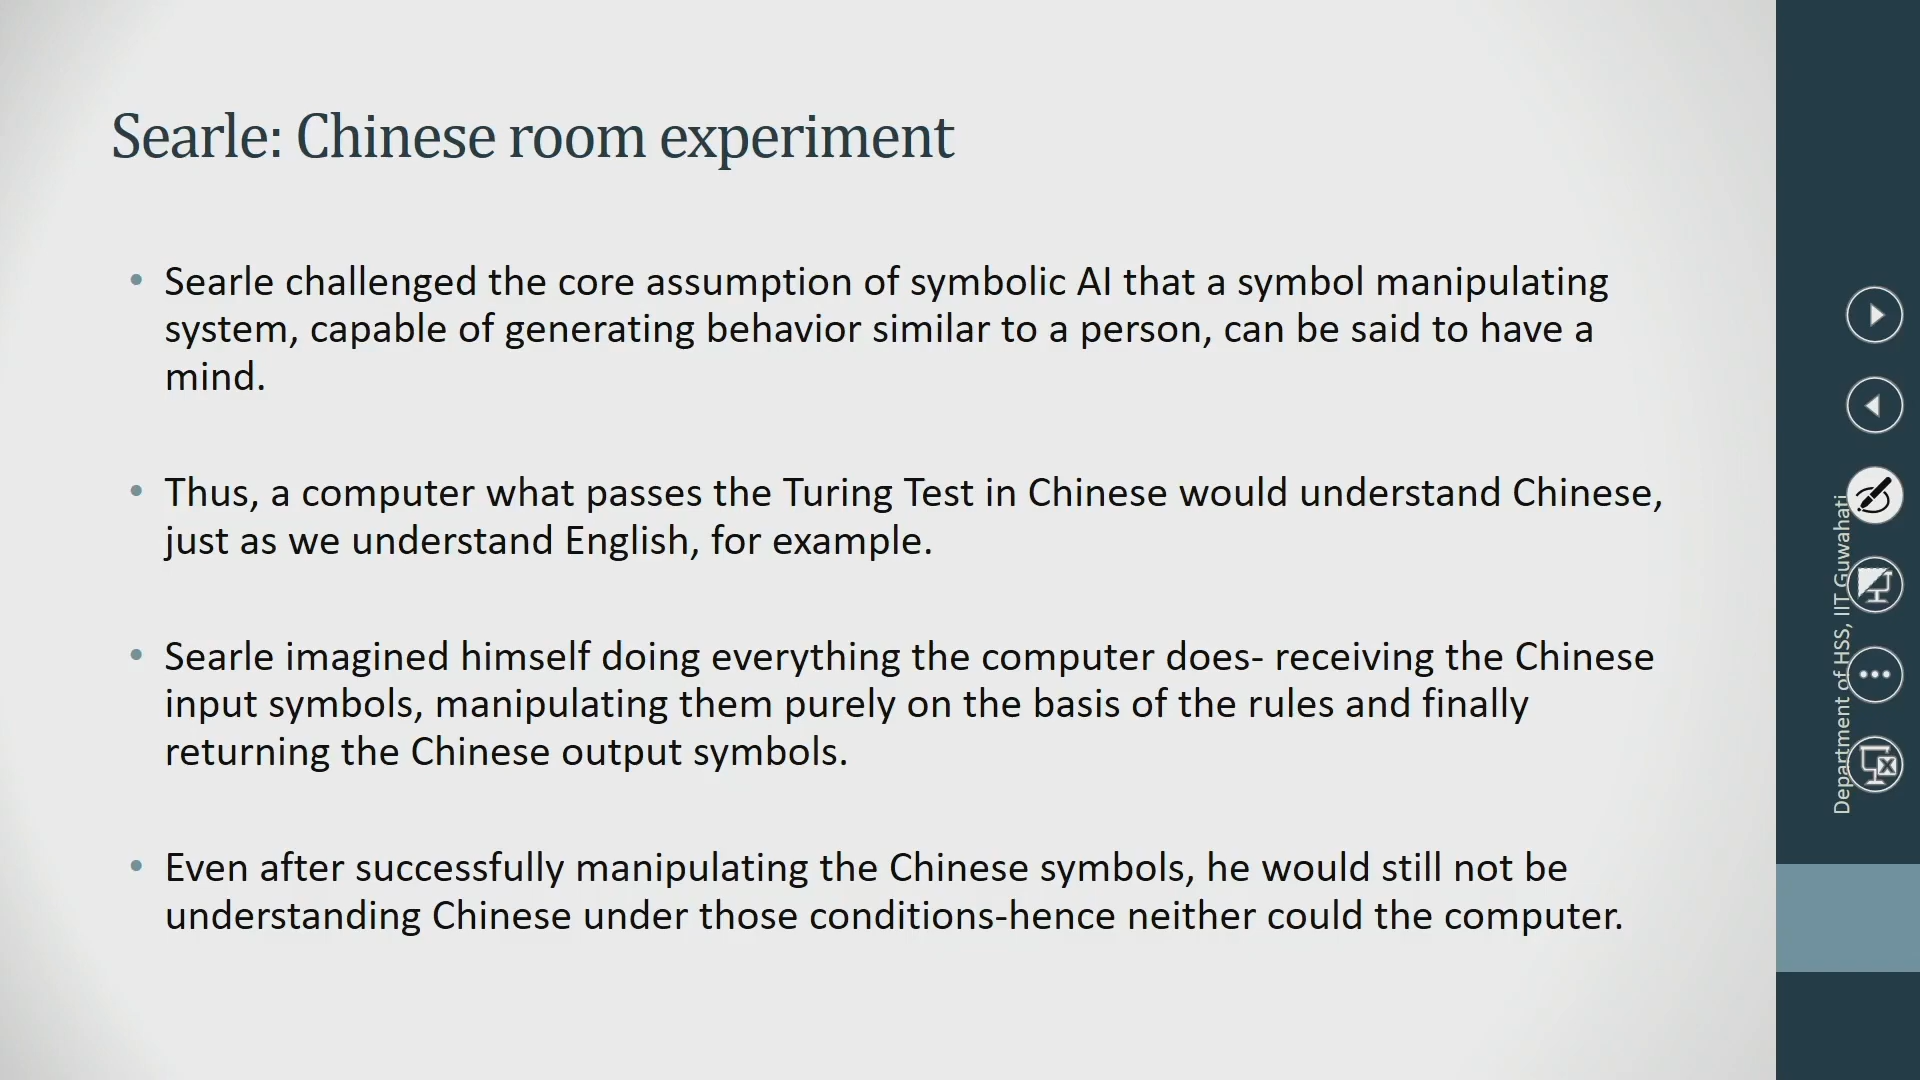 Searle: Chinese room experiment
• Searle challenged the core assumption of symbolic AI that a symbol manipulating
system, capable of generating behavior similar to a person, can be said to have a
mind.
• Thus, a computer what passes the Turing Test in Chinese would understand Chinese,
just as we understand English, for example.
• Searle imagined himself doing everything the computer does- receiving the Chinese
input symbols, manipulating them purely on the basis of the rules and finally
returning the Chinese output symbols.
• Even after successfully manipulating the Chinese symbols, he would still not be
understanding Chinese under those conditions-hence neither could the computer.
Department of HSS, IIT Guwahati